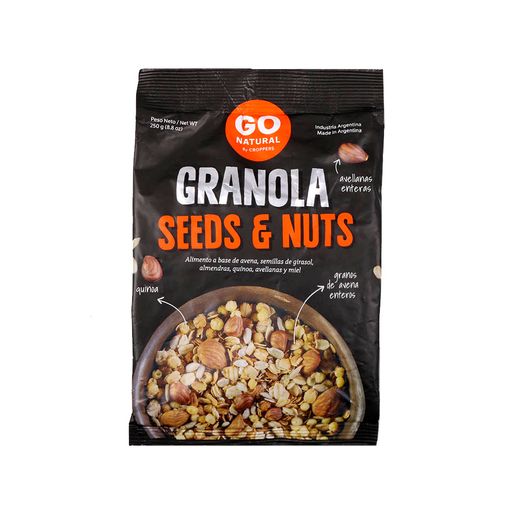 Peso Neto / Net WT
250 g (8,8 oz)
GO
NATURAL
By CROPPERS
Industria Argentina
Made in Argentina
avellanas
enteras
GRANOLA
SEEDS & NUTS
Alimento a base de avena, semillas de girasol,
almendras, quinoa, avellanas y miel
quinoa
granos
de avena
enteros